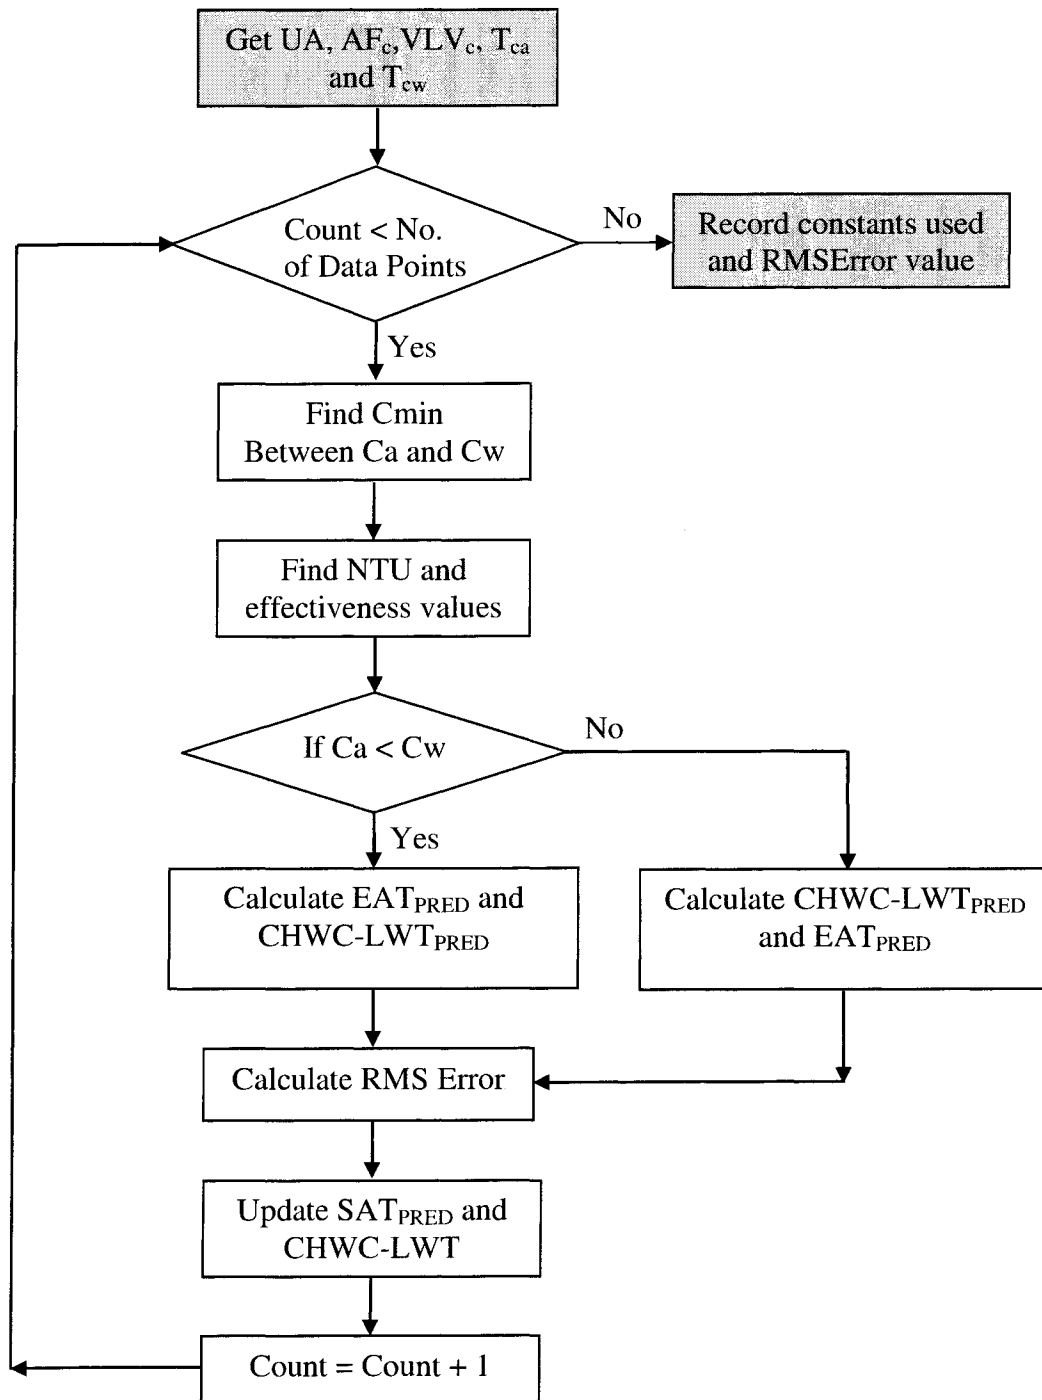 Get UA, AFc,VLVc, Tca
and Tcw
Count < No.
of Data Points
No
Record constants used
and RMSError value
Yes
Find Cmin
Between Ca and Cw
Find NTU and
effectiveness values
If Ca < Cw
No
Yes
Calculate EATPRED and
CHWC-LWTPRED
Calculate CHWC-LWTPRED
and EATPRED
Calculate RMS Error
Update SATPRED and
CHWC-LWT
Count = Count + 1